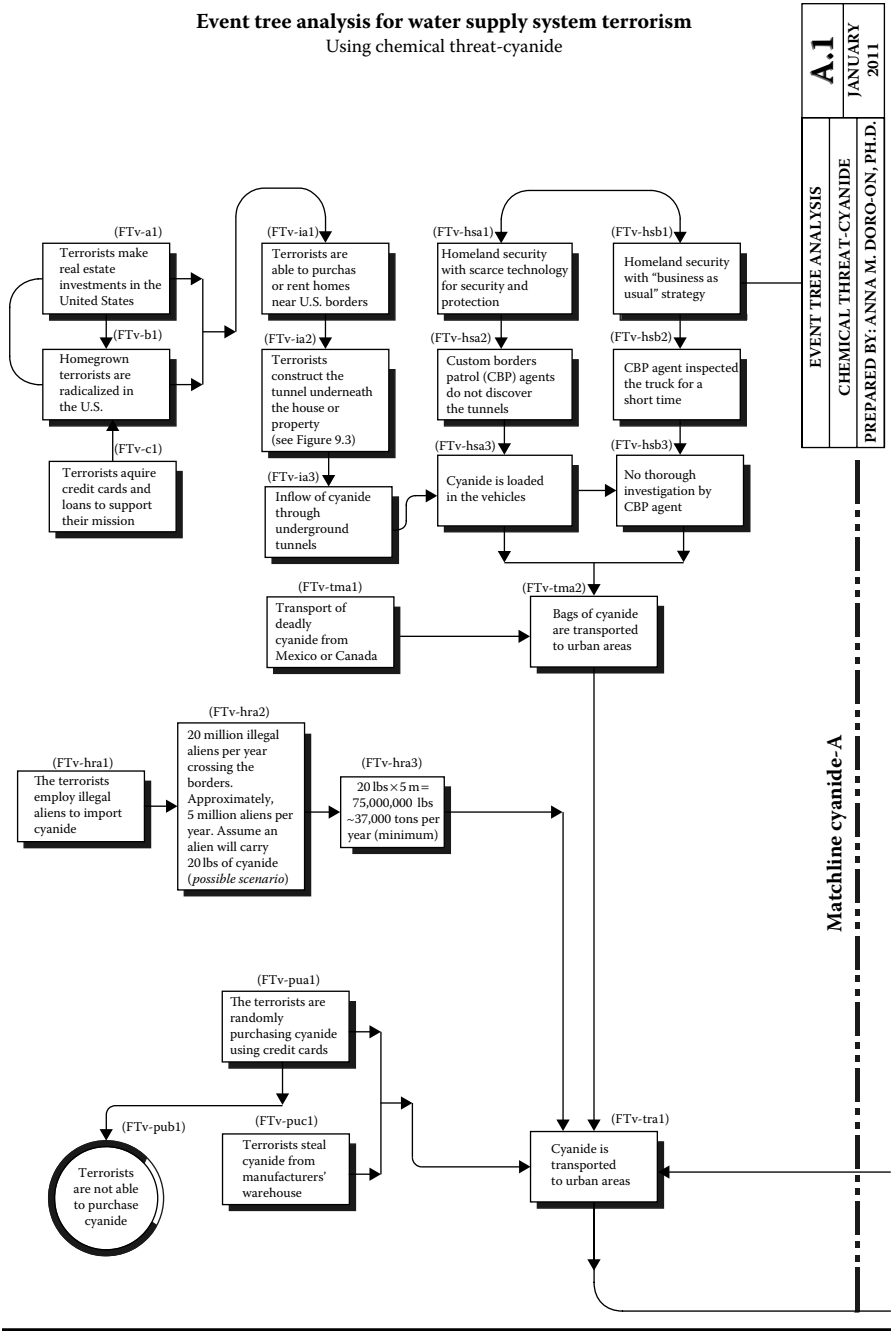 Event tree analysis for water supply system terrorism
Using chemical threat-cyanide
A.1
JANUARY
2011
EVENT TREE ANALYSIS
CHEMICAL THREAT-CYANIDE
PREPARED BY: ANNA M. DORO-ON, PH.D.
(FTv-a1)
Terrorists make
real estate
investments in the
United States
(FTv-b1)
Homegrown
terrorists are
radicalized in
the U.S.
(FTv-c1)
Terrorists aquire
credit cards and
loans to support
their mission
(FTv-ia1)
Terrorists are
able to purchas
or rent homes
near U.S. borders
(FTv-ia2)
Terrorists
construct the
tunnel underneath
the house or
property
(see Figure 9.3)
(FTv-ia3)
Inflow of cyanide
through
underground
tunnels
(FTv-hsa1)
Homeland security
with scarce technology
for security and
protection
(FTv-hsa2)
Custom borders
patrol (CBP) agents
do not discover
the tunnels
(FTv-hsa3)
Cyanide is loaded
in the vehicles
(FTv-hsb1)
Homeland security
with “business as
usual” strategy
(FTv-hsb2)
CBP agent inspected
the truck for a
short time
(FTv-hsb3)
No thorough
investigation by
CBP agent
(FTv-tma1)
Transport of
deadly
cyanide from
Mexico or Canada
(FTv-tma2)
Bags of cyanide
are transported
to urban areas
(FTv-hra1)
The terrorists
employ illegal
aliens to import
cyanide
(FTv-hra2)
20 million illegal
aliens per year
crossing the
borders.
Approximately,
5 million aliens per
year. Assume an
alien will carry
20 lbs of cyanide
(possible scenario)
(FTv-hra3)
20 lbs × 5 m =
75,000,000 lbs
~37,000 tons per
year (minimum)
Matchline cyanide-A
(FTv-pua1)
The terrorists are
randomly
purchasing cyanide
using credit cards
(FTv-pub1)
Terrorists
are not able
to purchase
cyanide
(FTv-puc1)
Terrorists steal
cyanide from
manufacturers’
warehouse
(FTv-tra1)
Cyanide is
transported
to urban areas